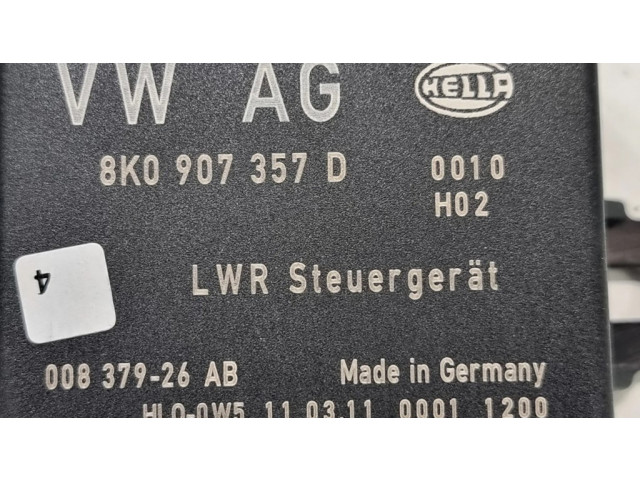 VW AG HELLA
8K0 907 357 D 0010
H02
4
LWR Steuergerät
008 379-26 AB Made in Germany
HLO-0W5 11.03.11 0001 1200